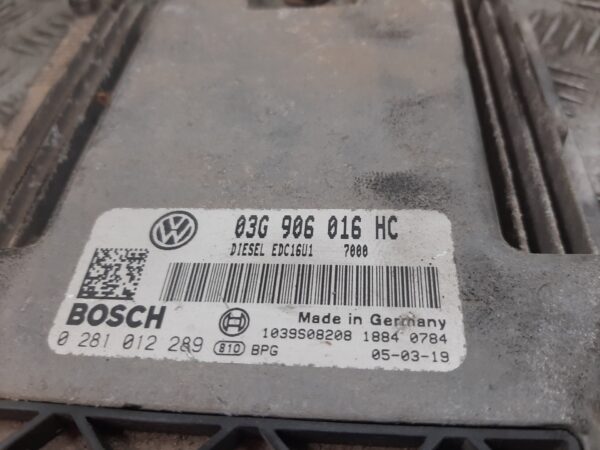 03G 906 016 HC
DIESEL EDC16U1 7000
BOSCH
Made in Germany
1039S08208 1884 0784
0 281 012 289 810 BPG
05-03-19